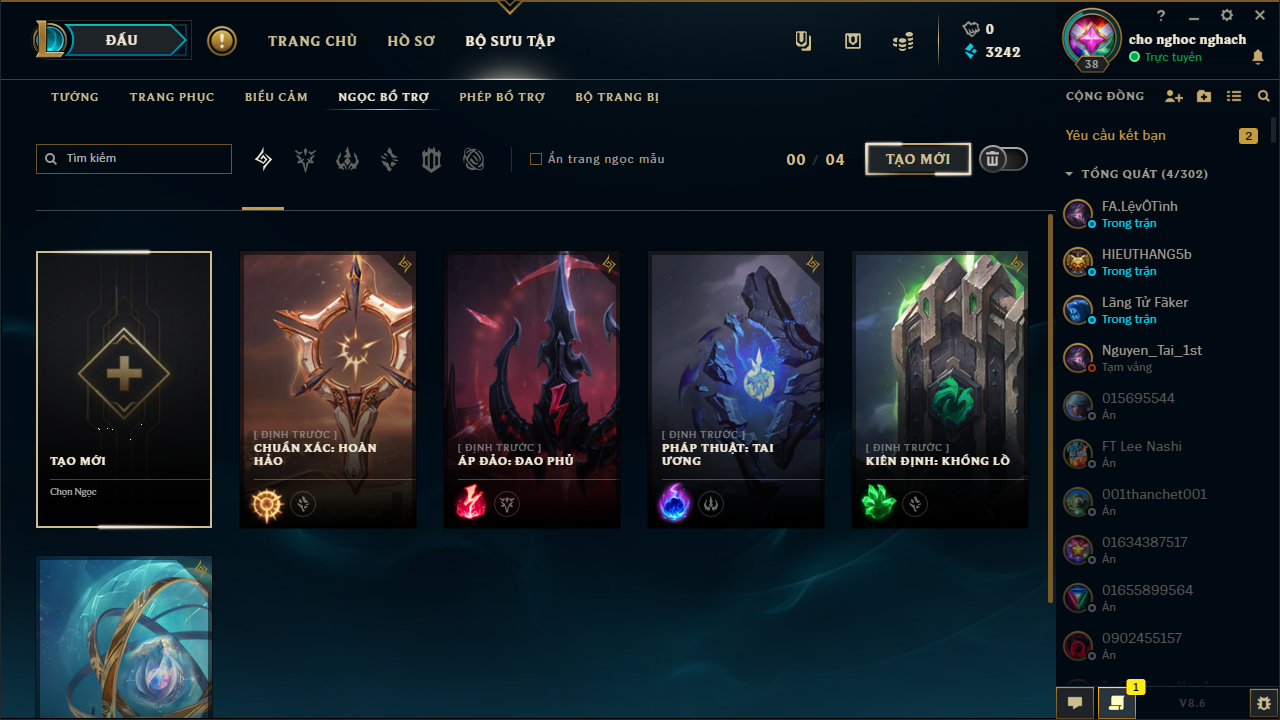 ĐẤU
!
TRANG CHỦ
HỒ SƠ
BỘ SƯU TẬP
0
3242
38
cho nghoc nghach
Trực tuyến
TƯỚNG
TRANG PHỤC
BIỂU CẢM
NGỌC BỔ TRỢ
PHÉP BỔ TRỢ
BỘ TRANG BỊ
Tìm kiếm
Ẩn trang ngọc mẫu
00 / 04
TẠO MỚI
TẠO MỚI
Chọn Ngọc
[ ĐỊNH TRƯỚC ]
CHUẨN XÁC: HOÀN
HẢO
[ ĐỊNH TRƯỚC ]
ÁP ĐẢO: ĐAO PHỦ
[ ĐỊNH TRƯỚC ]
PHÁP THUẬT: TAI
ƯƠNG
[ ĐỊNH TRƯỚC ]
KIÊN ĐỊNH: KHỔNG LỒ
CỘNG ĐỒNG
Yêu cầu kết bạn
2
TỔNG QUÁT (4/302)
FA.LệvÔTình
Trong trận
HIEUTHANG5b
Trong trận
Lãng Tử Fãker
Trong trận
Nguyen_Tai_1st
Tạm vắng
015695544
Ẩn
FT Lee Nashi
Ẩn
001thanchet001
Ẩn
01634387517
Ẩn
01655899564
Ẩn
0902455157
Ẩn
1
V8.6